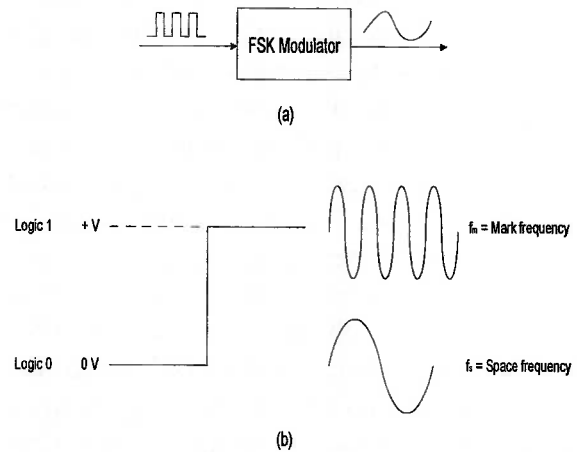 FSK Modulator
(a)
Logic 1 + V
fm = Mark frequency
Logic 0 0 V
fs = Space frequency
(b)